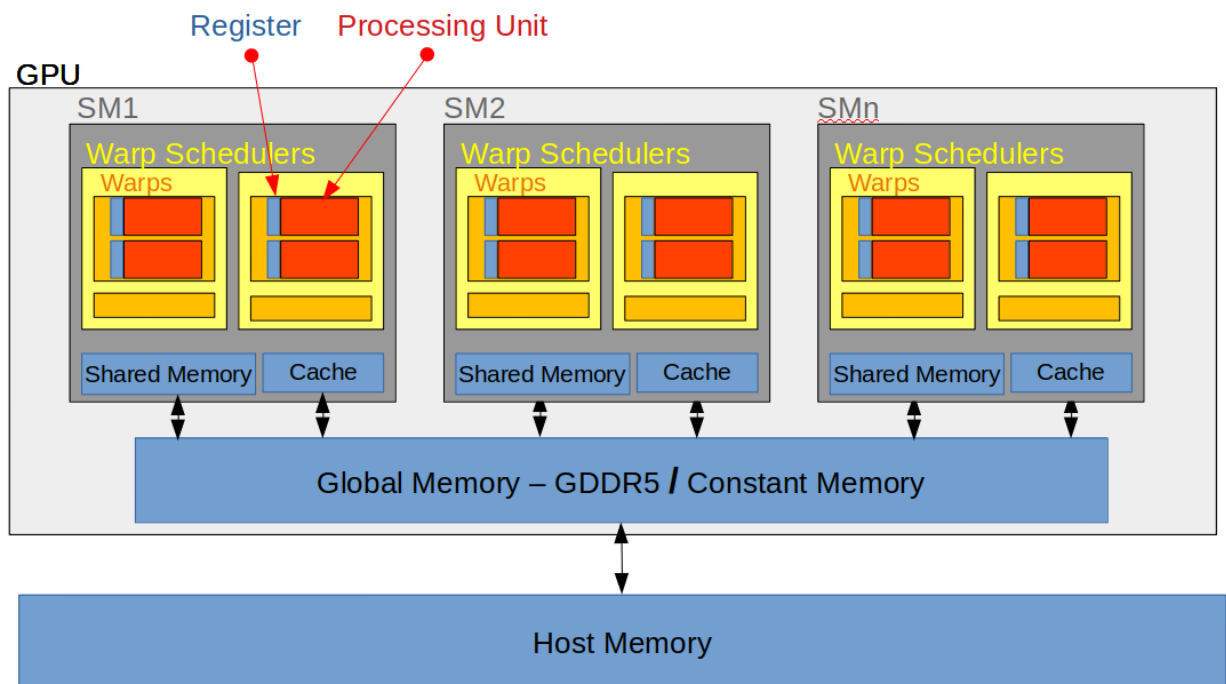 Register Processing Unit
GPU
SM1 SM2 SMn
Warp Schedulers Warp Schedulers Warp Schedulers
Warps Warps Warps
Shared Memory Cache Shared Memory Cache Shared Memory Cache
Global Memory – GDDR5 / Constant Memory
Host Memory